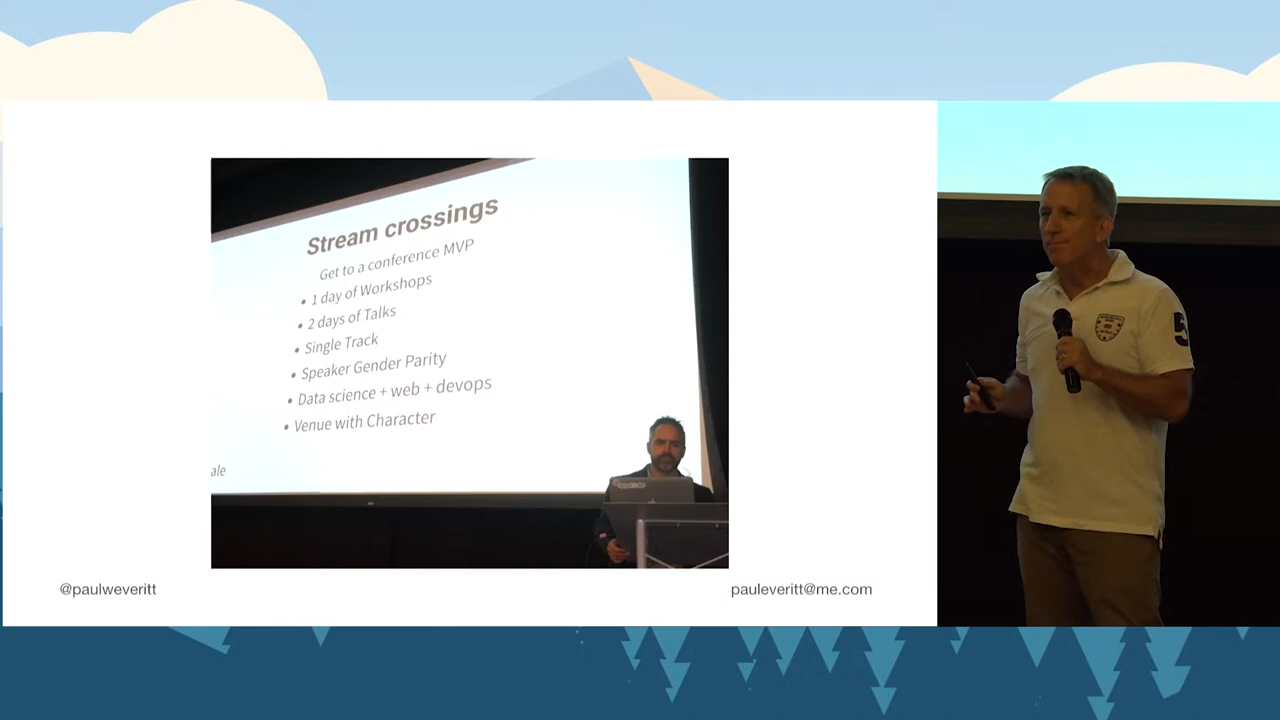 Stream crossings
Get to a conference MVP
• 1 day of Workshops
• 2 days of Talks
• Single Track
• Speaker Gender Parity
• Data science + web + devops
• Venue with Character
ale
5
@paulweveritt
pauleveritt@me.com